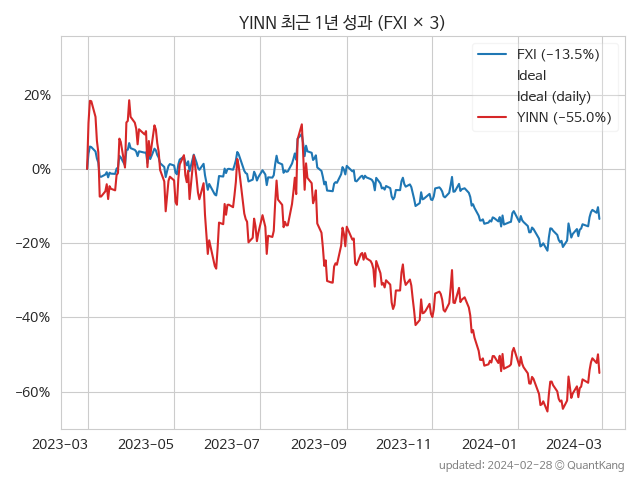 YINN 최근 1년 성과 (FXI × 3)
FXI (−13.5%)
Ideal
Ideal (daily)
YINN (−55.0%)
20%
0%
−20%
−40%
−60%
2023-03 2023-05 2023-07 2023-09 2023-11 2024-01 2024-03
updated: 2024-02-28 © QuantKang